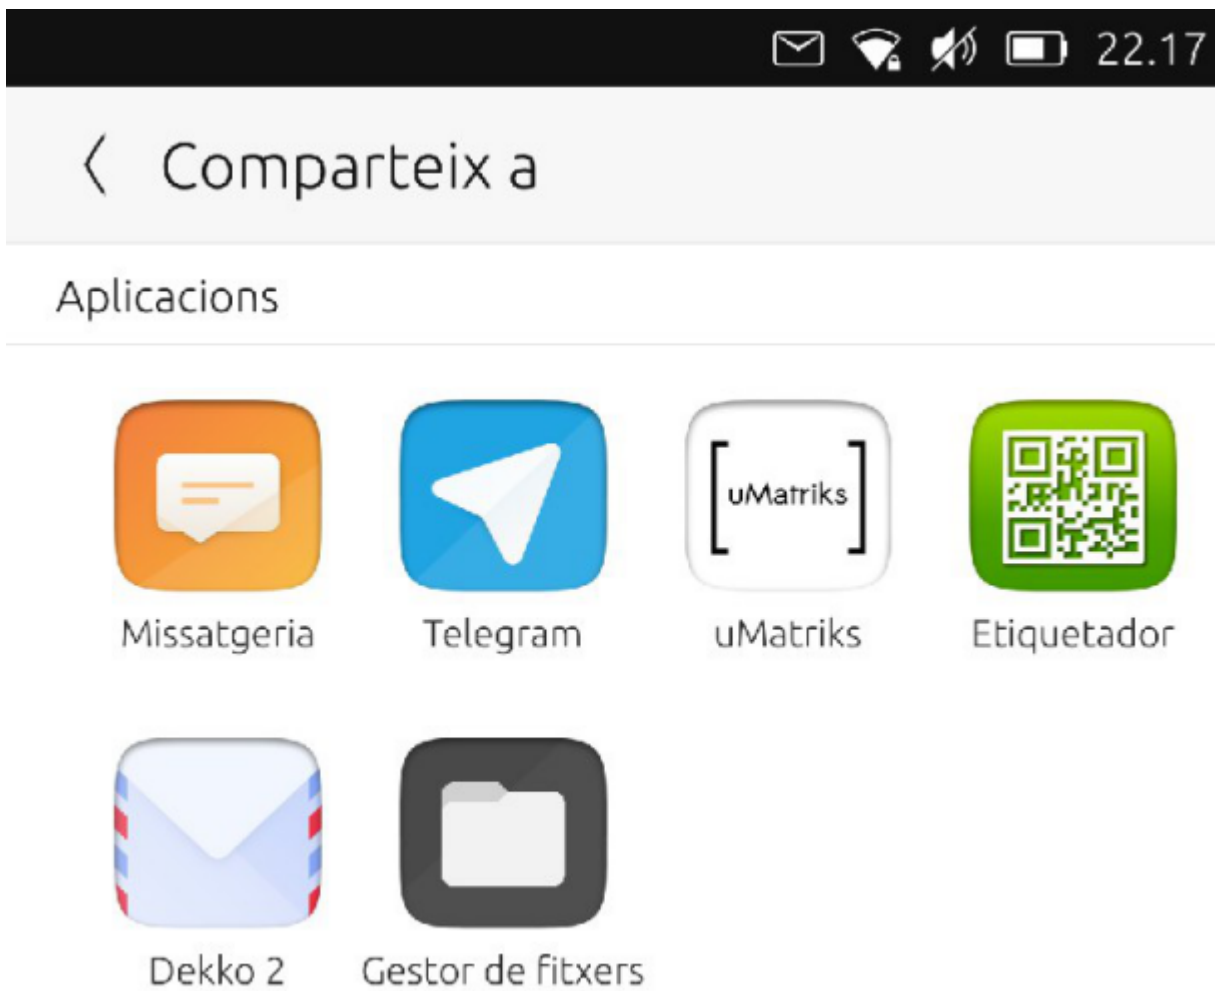 22.17
Comparteix a
Aplicacions
uMatriks
Missatgeria Telegram uMatriks Etiquetador
Dekko 2 Gestor de fitxers